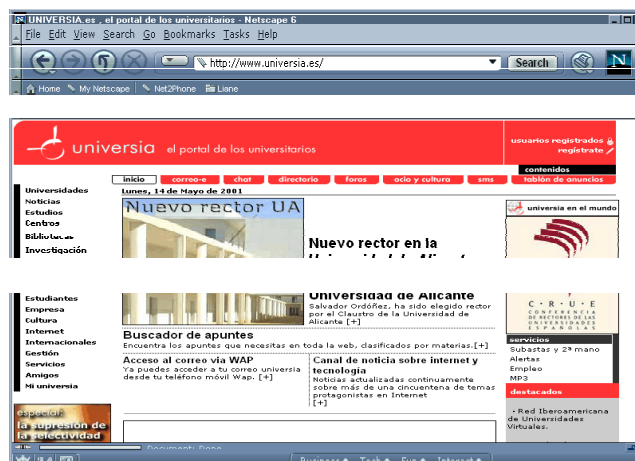 UNIVERSIA.es , el portal de los universitarios - Netscape 6
File Edit View Search Go Bookmarks Tasks Help
http://www.universia.es/
Search
N
Home My Netscape Net2Phone Liane
universia el portal de los universitarios
usuarios registrados
regístrate
contenidos
inicio correo-e chat directorio foros ocio y cultura sms tablón de anuncios
Lunes, 14 de Mayo de 2001
Universidades
Noticias
Estudios
Centros
Bibliotecas
Investigación
Nuevo rector UA
Nuevo rector en la
universia en el mundo
Estudiantes
Empresa
Cultura
Internet
Internacionales
Gestión
Servicios
Amigos
Mi universia
Universidad de Alicante
Salvador Ordóñez, ha sido elegido rector
por el Claustro de la Universidad de
Alicante [+]
Buscador de apuntes
Encuentra los apuntes que necesitas en toda la web, clasificados por materias.[+]
Acceso al correo via WAP
Ya puedes acceder a tu correo universia
desde tu teléfono móvil Wap. [+]
Canal de noticia sobre internet y
tecnología
Noticias actualizadas continuamente
sobre más de una cincuentena de temas
protagonistas en Internet
[+]
C·R·U·E
CONFERENCIA
DE RECTORES DE LAS
UNIVERSIDADES
ESPAÑOLAS
servicios
Subastas y 2ª mano
Alertas
Empleo
MP3
destacados
· Red Iberoamericana
de Universidades
Virtuales.
especial:
la supresión de
la selectividad
Document: Done
Business Tech Fun Interact